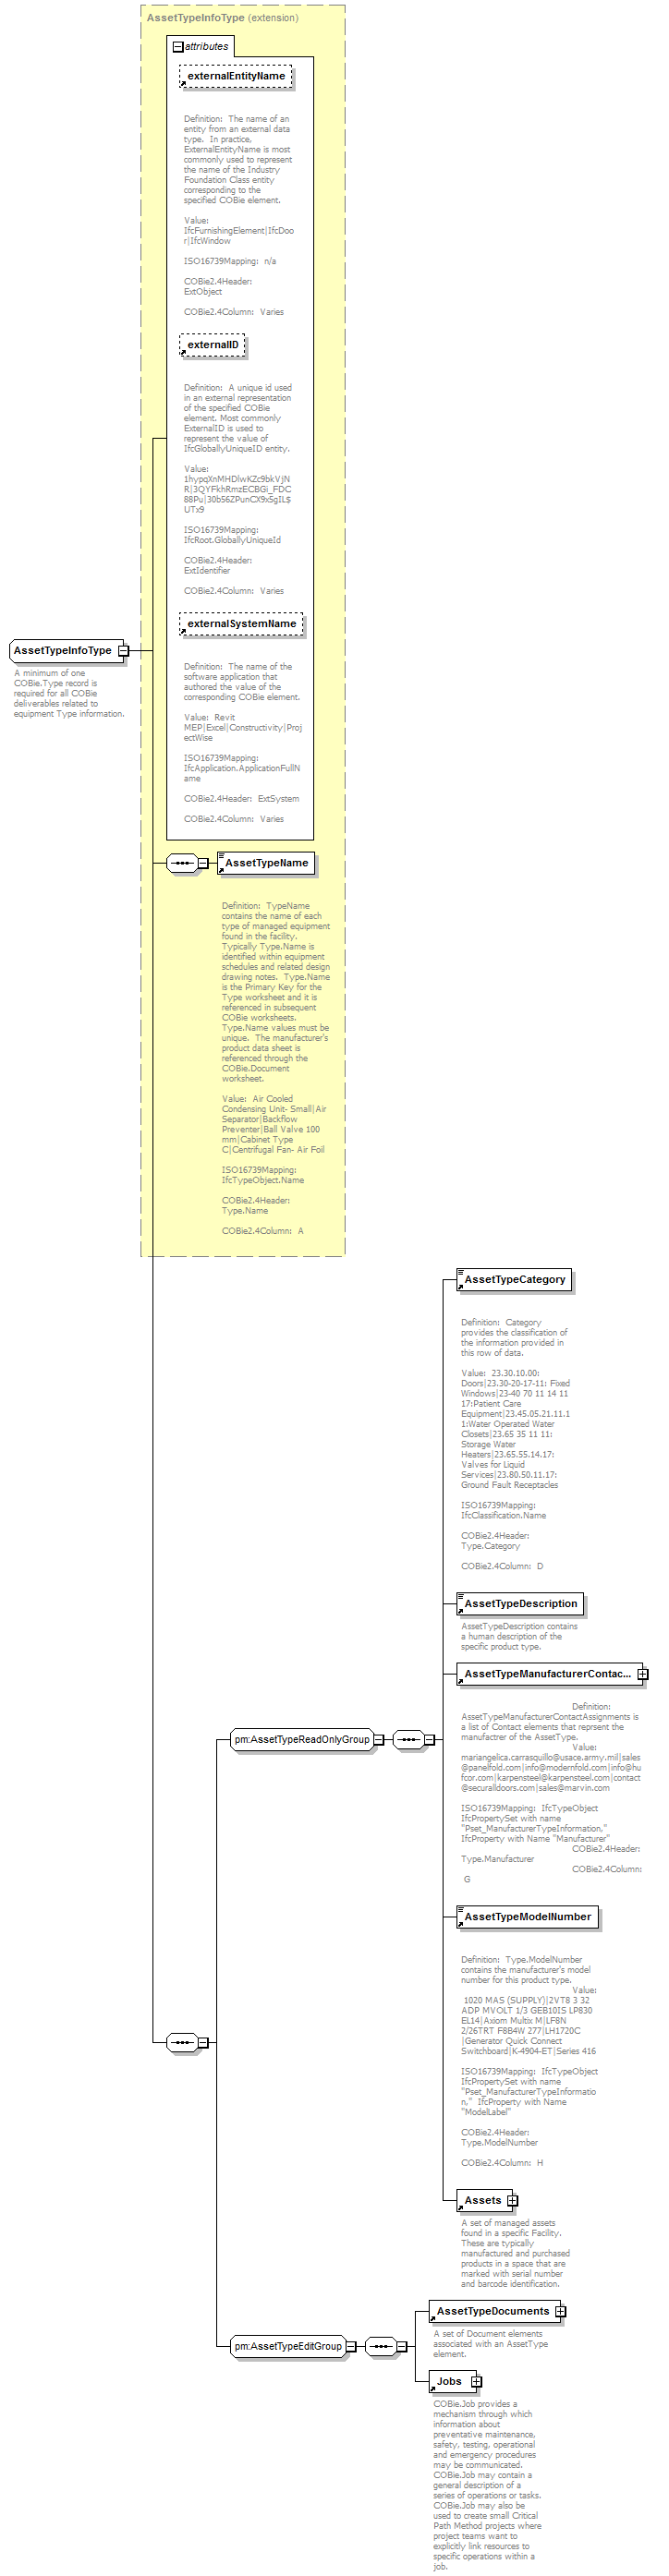 AssetTypeInfoType (extension)
attributes
externalEntityName
Definition: The name of an
entity from an external data
type. In practice,
ExternalEntityName is most
commonly used to represent
the name of the Industry
Foundation Class entity
corresponding to the
specified COBie element.
Value:
IfcFurnishingElement|IfcDoo
r|IfcWindow
ISO16739Mapping: n/a
COBie2.4Header:
ExtObject
COBie2.4Column: Varies
externalID
Definition: A unique id used
in an external representation
of the specified COBie
element. Most commonly
ExternalID is used to
represent the value of
IfcGloballyUniqueID entity.
Value:
1hypqXnMHDlwKZc9bkVjN
R|3QYFkhRmzECBGi_FDC
88Pu|30b56ZPunCX9x5gIL$
UTx9
ISO16739Mapping:
IfcRoot.GloballyUniqueId
COBie2.4Header:
ExtIdentifier
COBie2.4Column: Varies
externalSystemName
Definition: The name of the
software application that
authored the value of the
corresponding COBie element.
Value: Revit
MEP|Excel|Constructivity|Proj
ectWise
ISO16739Mapping:
IfcApplication.ApplicationFullN
ame
COBie2.4Header: ExtSystem
COBie2.4Column: Varies
AssetTypeInfoType
A minimum of one
COBie.Type record is
required for all COBie
deliverables related to
equipment Type information.
AssetTypeName
Definition: TypeName
contains the name of each
type of managed equipment
found in the facility.
Typically Type.Name is
identified within equipment
schedules and related design
drawing notes. Type.Name
is the Primary Key for the
Type worksheet and it is
referenced in subsequent
COBie worksheets.
Type.Name values must be
unique. The manufacturer's
product data sheet is
referenced through the
COBie.Document
worksheet.
Value: Air Cooled
Condensing Unit- Small|Air
Separator|Backflow
Preventer|Ball Valve 100
mm|Cabinet Type
C|Centrifugal Fan- Air Foil
ISO16739Mapping:
IfcTypeObject.Name
COBie2.4Header:
Type.Name
COBie2.4Column: A
AssetTypeCategory
Definition: Category
provides the classification of
the information provided in
this row of data.
Value: 23.30.10.00:
Doors|23.30-20-17-11: Fixed
Windows|23-40 70 11 14 11
17:Patient Care
Equipment|23.45.05.21.11.1
1:Water Operated Water
Closets|23.65 35 11 11:
Storage Water
Heaters|23.65.55.14.17:
Valves for Liquid
Services|23.80.50.11.17:
Ground Fault Receptacles
ISO16739Mapping:
IfcClassification.Name
COBie2.4Header:
Type.Category
COBie2.4Column: D
AssetTypeDescription
AssetTypeDescription contains
a human description of the
specific product type.
AssetTypeManufacturerContac...
Definition:
AssetTypeManufacturerContactAssignments is
a list of Contact elements that reprsent the
manufactrer of the AssetType.
Value:
mariangelica.carrasquillo@usace.army.mil|sales
@panelfold.com|info@modernfold.com|info@hu
fcor.com|karpensteel@karpensteel.com|contact
@securalldoors.com|sales@marvin.com
ISO16739Mapping: IfcTypeObject
IfcPropertySet with name
"Pset_ManufacturerTypeInformation,"
IfcProperty with Name "Manufacturer"
COBie2.4Header:
Type.Manufacturer
COBie2.4Column:
G
pm:AssetTypeReadOnlyGroup
AssetTypeModelNumber
Definition: Type.ModelNumber
contains the manufacturer's model
number for this product type.
Value:
1020 MAS (SUPPLY)|2VT8 3 32
ADP MVOLT 1/3 GEB10IS LP830
EL14|Axiom Multix M|LF8N
2/26TRT F8B4W 277|LH1720C
|Generator Quick Connect
Switchboard|K-4904-ET|Series 416
ISO16739Mapping: IfcTypeObject
IfcPropertySet with name
"Pset_ManufacturerTypeInformatio
n," IfcProperty with Name
"ModelLabel"
COBie2.4Header:
Type.ModelNumber
COBie2.4Column: H
Assets
A set of managed assets
found in a specific Facility.
These are typically
manufactured and purchased
products in a space that are
marked with serial number
and barcode identification.
pm:AssetTypeEditGroup
AssetTypeDocuments
A set of Document elements
associated with an AssetType
element.
Jobs
COBie.Job provides a
mechanism through which
information about
preventative maintenance,
safety, testing, operational
and emergency procedures
may be communicated.
COBie.Job may contain a
general description of a
series of operations or tasks.
COBie.Job may also be
used to create small Critical
Path Method projects where
project teams want to
explicitly link resources to
specific operations within a
job.